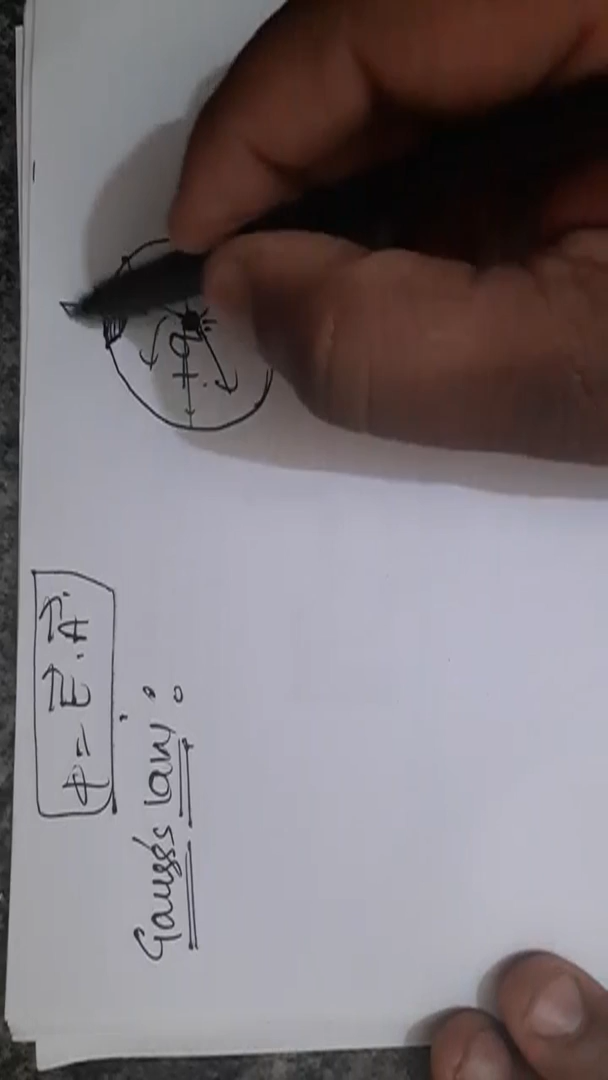 φ = E⃗ . A⃗.
Gauss's law :
+q